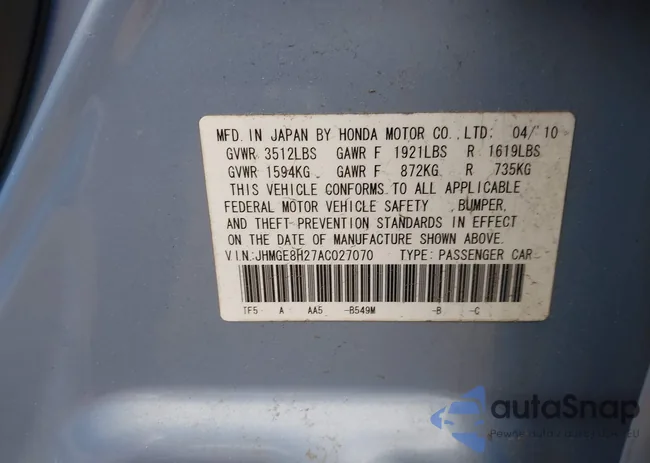 MFD. IN JAPAN BY HONDA MOTOR CO., LTD. 04/'10
GVWR 3512LBS GAWR F 1921LBS R 1619LBS
GVWR 1594KG GAWR F 872KG R 735KG
THIS VEHICLE CONFORMS TO ALL APPLICABLE
FEDERAL MOTOR VEHICLE SAFETY , BUMPER,
AND THEFT PREVENTION STANDARDS IN EFFECT
ON THE DATE OF MANUFACTURE SHOWN ABOVE.
V.I.N:JHMGE8H27AC027070 TYPE: PASSENGER CAR
TF5 A AA5 -B549M -B -C
autaSnap